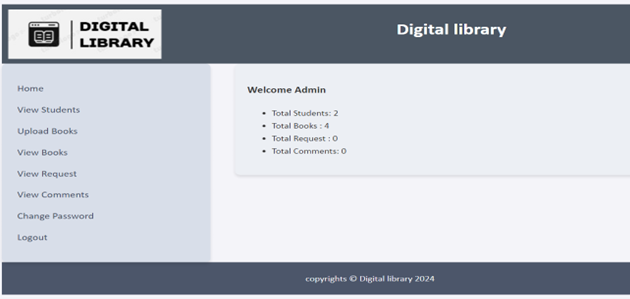 DIGITAL
LIBRARY
Digital library
Home
View Students
Upload Books
View Books
View Request
View Comments
Change Password
Logout
Welcome Admin
Total Students: 2
Total Books : 4
Total Request : 0
Total Comments: 0
copyrights © Digital library 2024